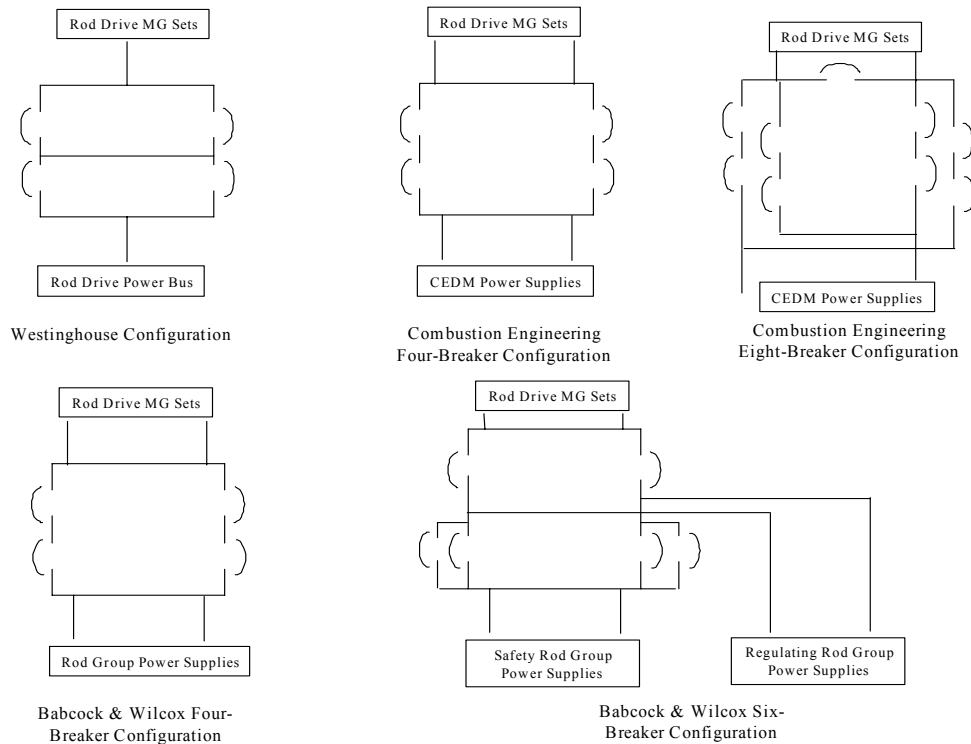 Rod Drive MG Sets
Rod Drive Power Bus
Westinghouse Configuration
Rod Drive MG Sets
CEDM Power Supplies
Combustion Engineering
Four-Breaker Configuration
Rod Drive MG Sets
CEDM Power Supplies
Combustion Engineering
Eight-Breaker Configuration
Rod Drive MG Sets
Rod Group Power Supplies
Babcock & Wilcox Four-
Breaker Configuration
Rod Drive MG Sets
Safety Rod Group
Power Supplies
Regulating Rod Group
Power Supplies
Babcock & Wilcox Six-
Breaker Configuration